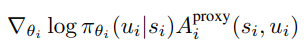 ∇_{θ_i} log π_{θ_i}(u_i|s_i)A_i^{proxy}(s_i, u_i)